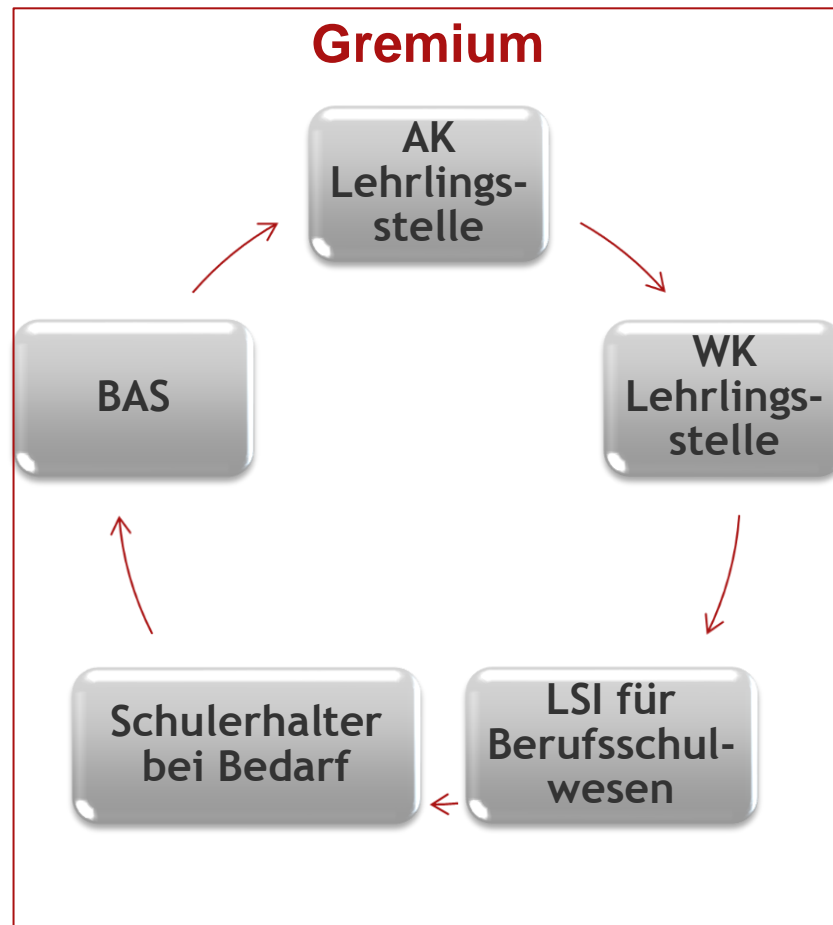 Gremium
AK
Lehrlings-
stelle
WK
Lehrlings-
stelle
LSI für
Berufsschul-
wesen
Schulerhalter
bei Bedarf
BAS